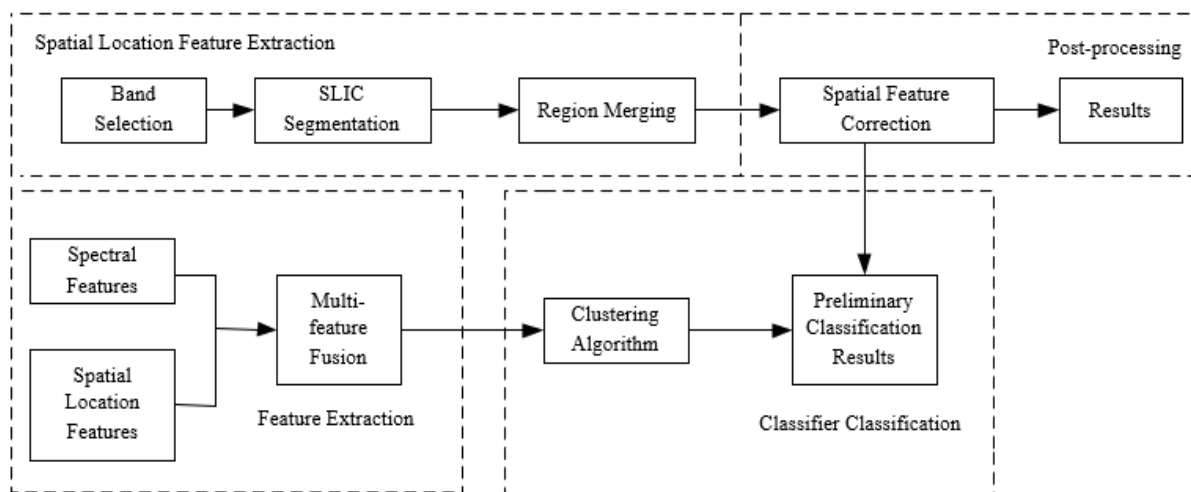 Spatial Location Feature Extraction
Post-processing
Band
Selection
SLIC
Segmentation
Region Merging
Spatial Feature
Correction
Results
Spectral
Features
Spatial
Location
Features
Multi-
feature
Fusion
Feature Extraction
Clustering
Algorithm
Preliminary
Classification
Results
Classifier Classification